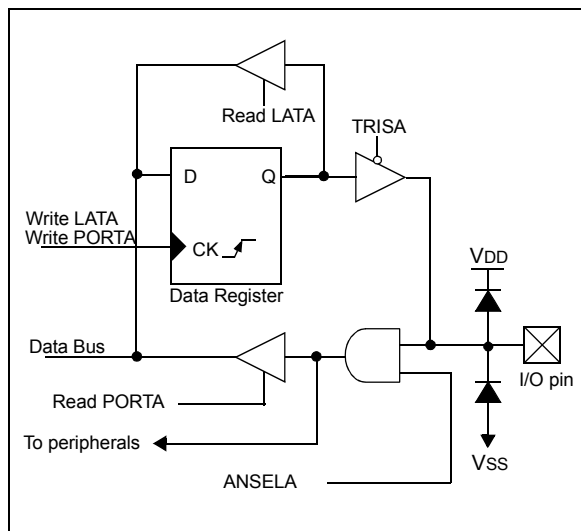 Read LATA
TRISA
D
Q
Write LATA
Write PORTA
CK
Data Register
VDD
Data Bus
I/O pin
Read PORTA
To peripherals
VSS
ANSELA